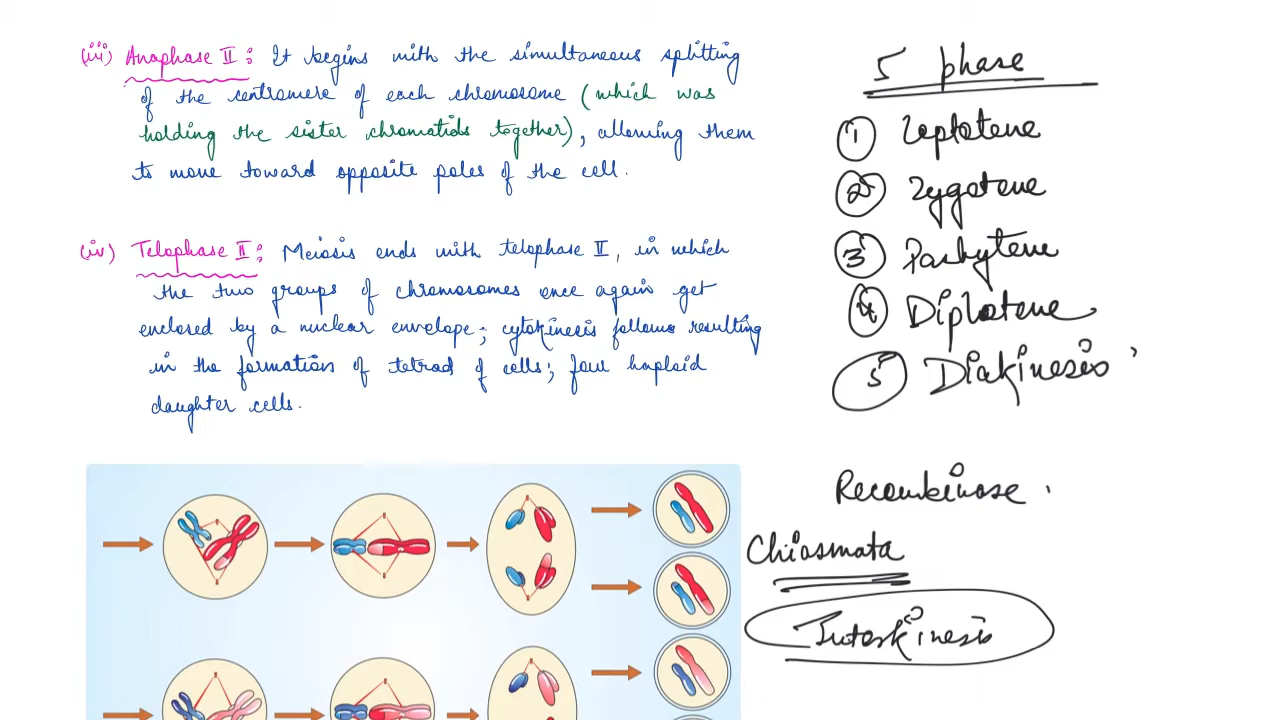 (iii) Anaphase II: It begins with the simultaneous splitting
of the centromere of each chromosome (which was
holding the sister chromatids together), allowing them
to move toward opposite poles of the cell.
(iv) Telophase II: Meiosis ends with telophase II, in which
the two groups of chromosomes once again get
enclosed by a nuclear envelope; cytokinesis follows resulting
in the formation of tetrad of cells; four haploid
daughter cells.
5 phase
1 Leptotene
2 Zygotene
3 Pachytene
4 Diplotene
5 Diakinesis
Recombinase
Chiasmata
Interkinesis